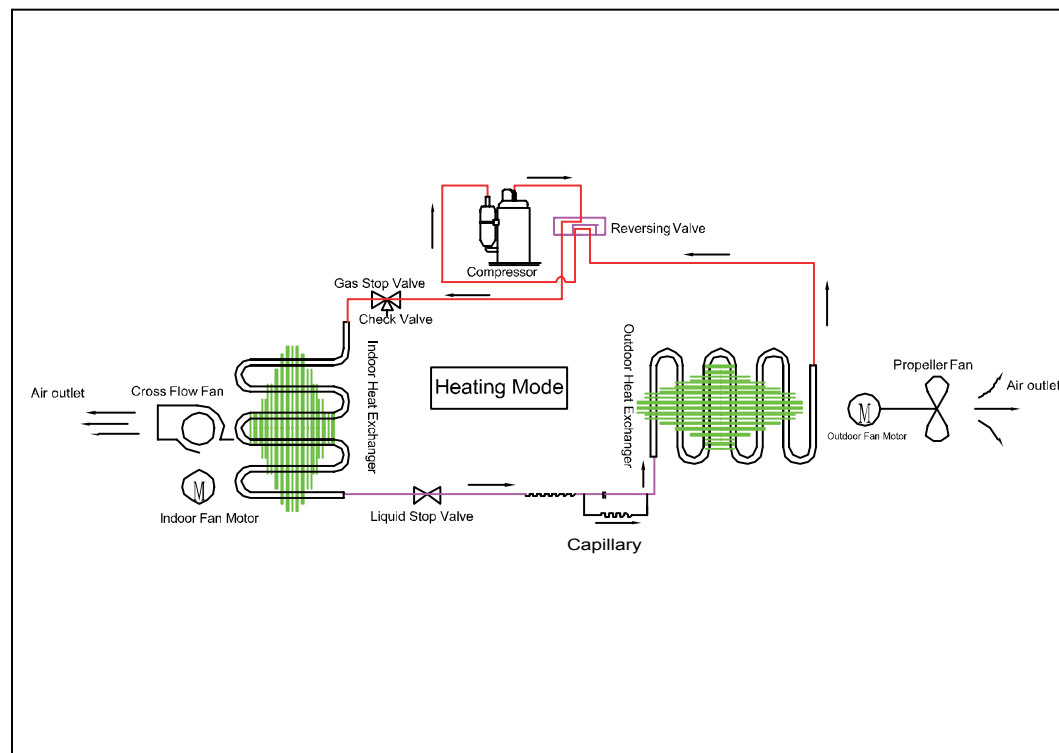 Reversing Valve
Compressor
Gas Stop Valve
Check Valve
Indoor Heat Exchanger
Outdoor Heat Exchanger
Heating Mode
Propeller Fan
Air outlet
Cross Flow Fan
Air outlet
M
Outdoor Fan Motor
M
Indoor Fan Motor
Liquid Stop Valve
Capillary